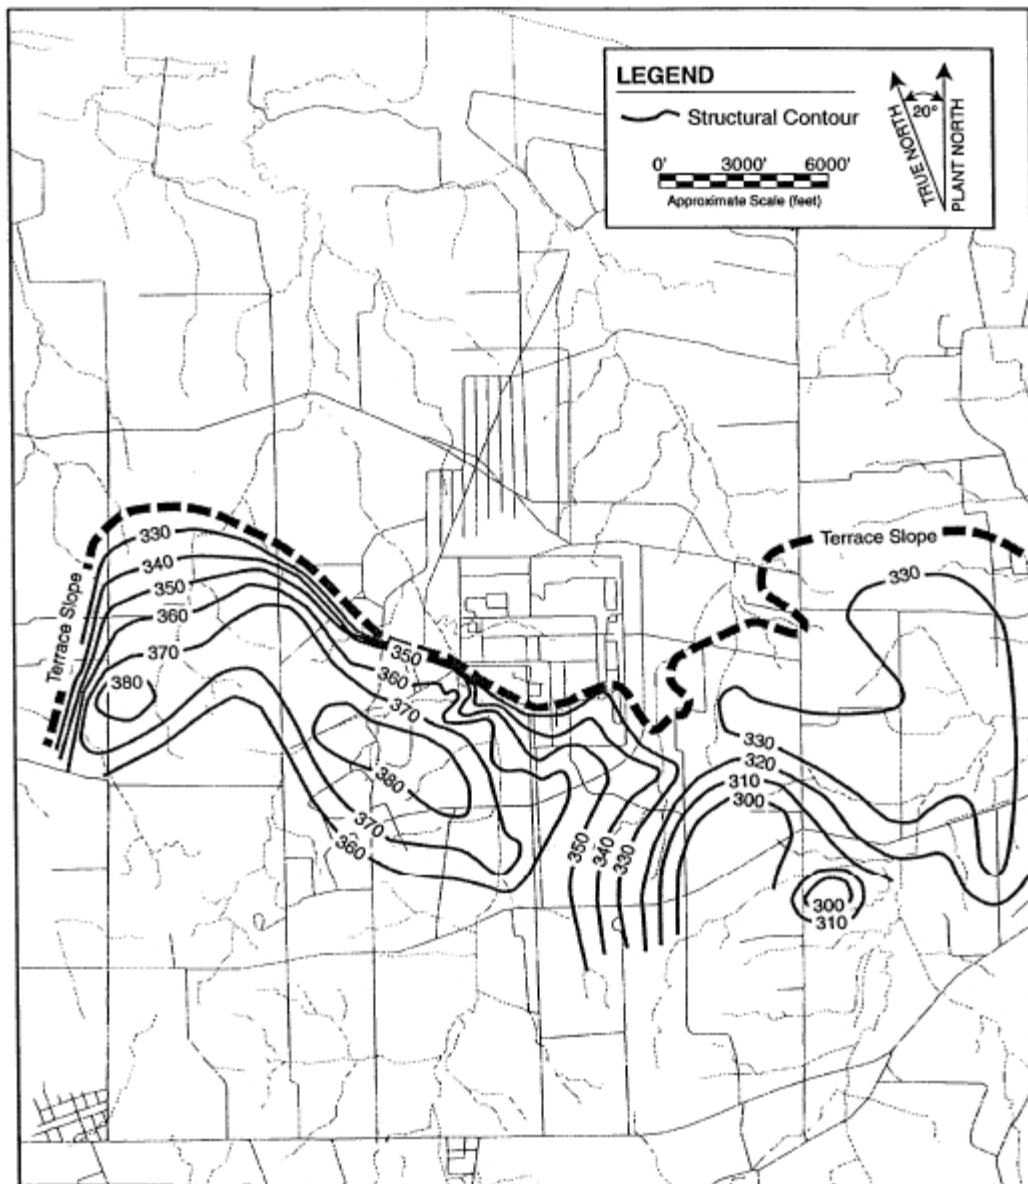 LEGEND
Structural Contour
0' 3000' 6000'
Approximate Scale (feet)
20°
TRUE NORTH
PLANT NORTH
Terrace Slope
Terrace Slope
330
340
350
360
370
380
350
360
370
380
370
360
350
340
330
330
330
320
310
300
300
310